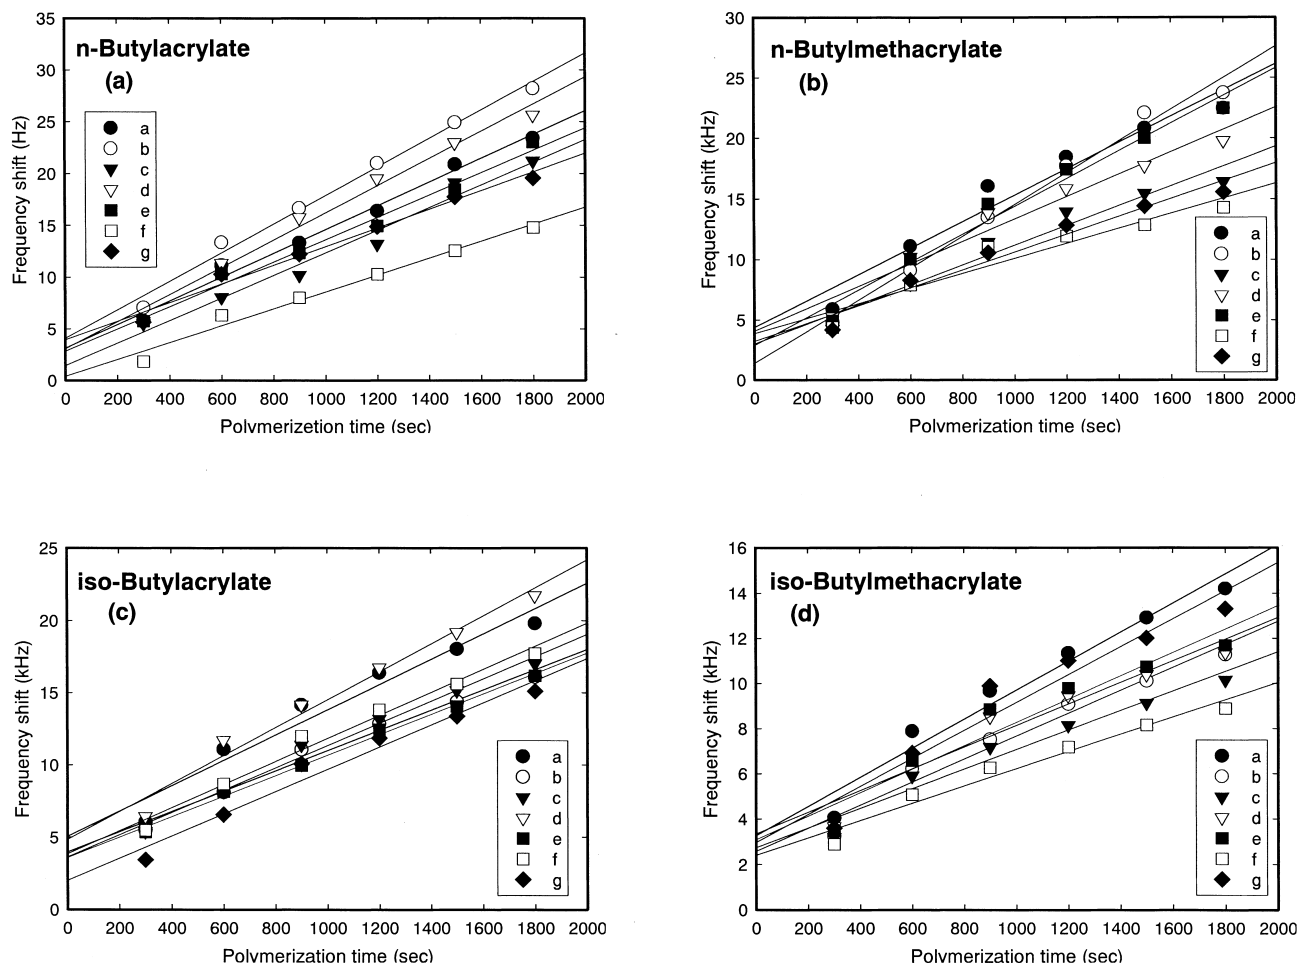 n-Butylacrylate
(a)
Frequency shift (Hz)
35
30
25
20
15
10
5
0
a
b
c
d
e
f
g
0 200 400 600 800 1000 1200 1400 1600 1800 2000
Polymerizetion time (sec)
n-Butylmethacrylate
(b)
Frequency shift (kHz)
30
25
20
15
10
5
0
a
b
c
d
e
f
g
0 200 400 600 800 1000 1200 1400 1600 1800 2000
Polymerization time (sec)
iso-Butylacrylate
(c)
Frequency shift (kHz)
25
20
15
10
5
0
a
b
c
d
e
f
g
0 200 400 600 800 1000 1200 1400 1600 1800 2000
Polymerization time (sec)
iso-Butylmethacrylate
(d)
Frequency shift (kHz)
16
14
12
10
8
6
4
2
0
a
b
c
d
e
f
g
0 200 400 600 800 1000 1200 1400 1600 1800 2000
Polymerization time (sec)